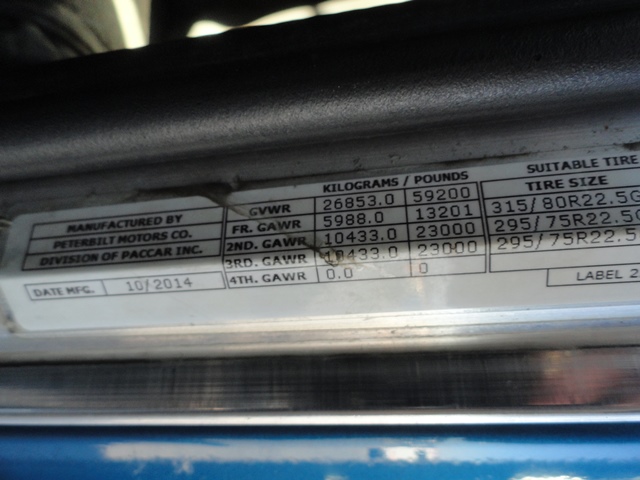 KILOGRAMS / POUNDS SUITABLE TIRE
MANUFACTURED BY GVWR 26853.0 59200 TIRE SIZE
PETERBILT MOTORS CO. FR. GAWR 5988.0 13201 315/ 80R22.5G
DIVISION OF PACCAR INC. 2ND. GAWR 10433.0 23000 295/ 75R22.5G
3RD. GAWR 10433.0 23000 295/ 75R22.5
DATE MFG. 10/2014 4TH. GAWR 0.0 0
LABEL 2